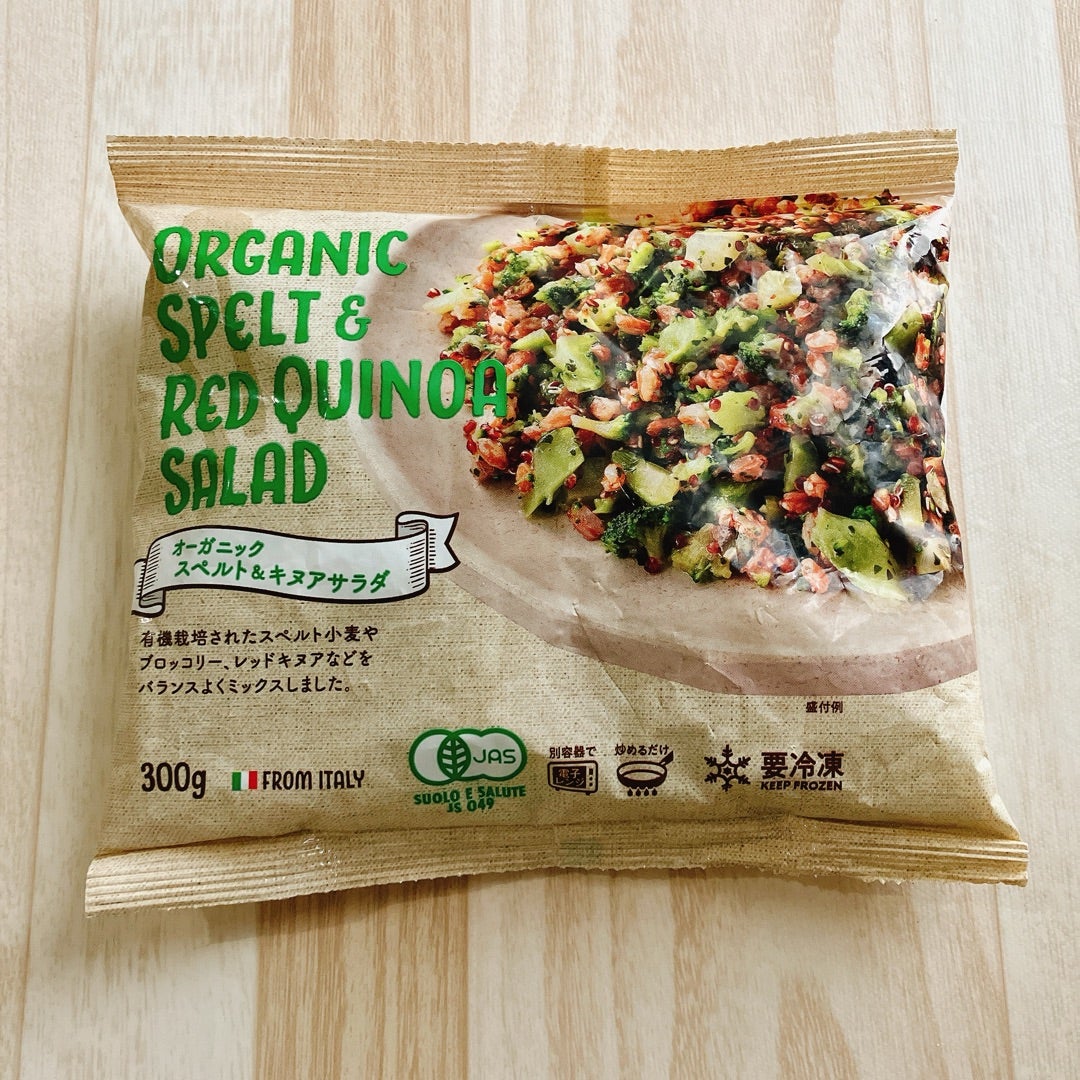 ORGANIC
SPELT &
RED QUINOA
SALAD
オーガニック
スペルト&キヌアサラダ
有機栽培されたスペルト小麦や
ブロッコリー、レッドキヌアなどを
バランスよくミックスしました。
盛付例
300g
FROM ITALY
JAS
SUOLO E SALUTE
JS 049
別容器で
電子
炒めるだけ
要冷凍
KEEP FROZEN